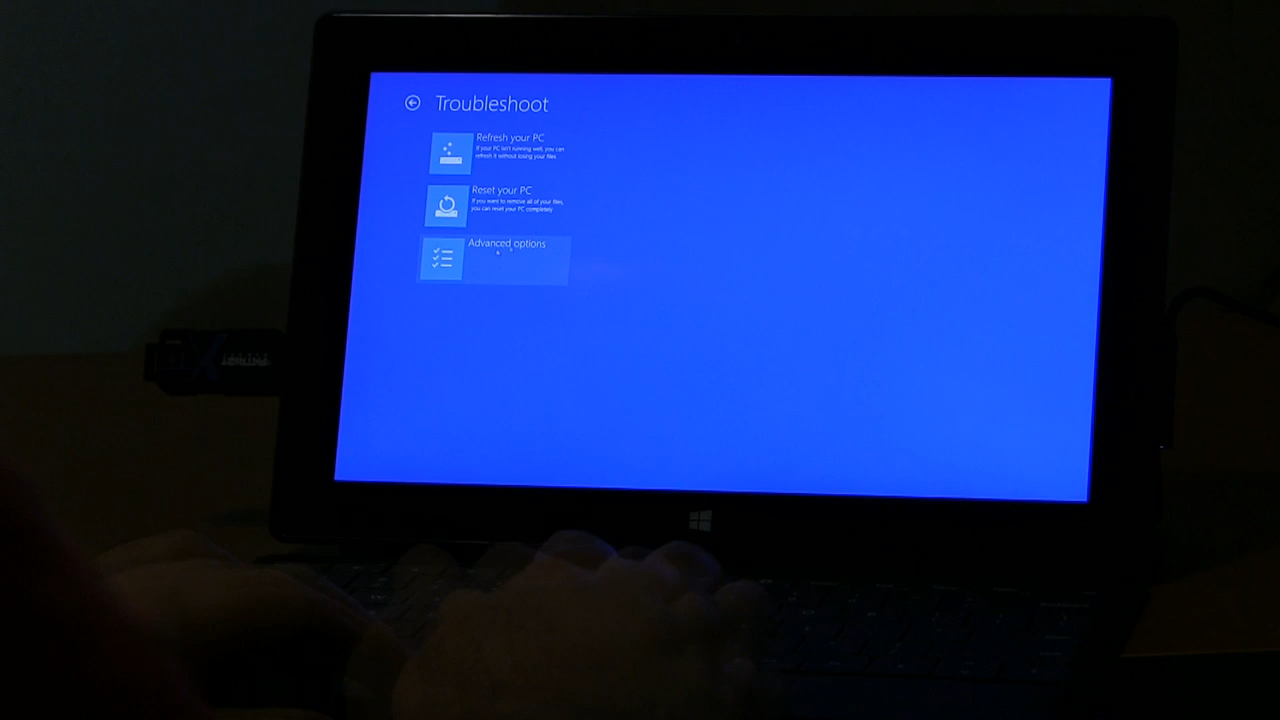 Troubleshoot
Refresh your PC
If your PC isn't running well, you can
refresh it without losing your files
Reset your PC
If you want to remove all of your files,
you can reset your PC completely
Advanced options